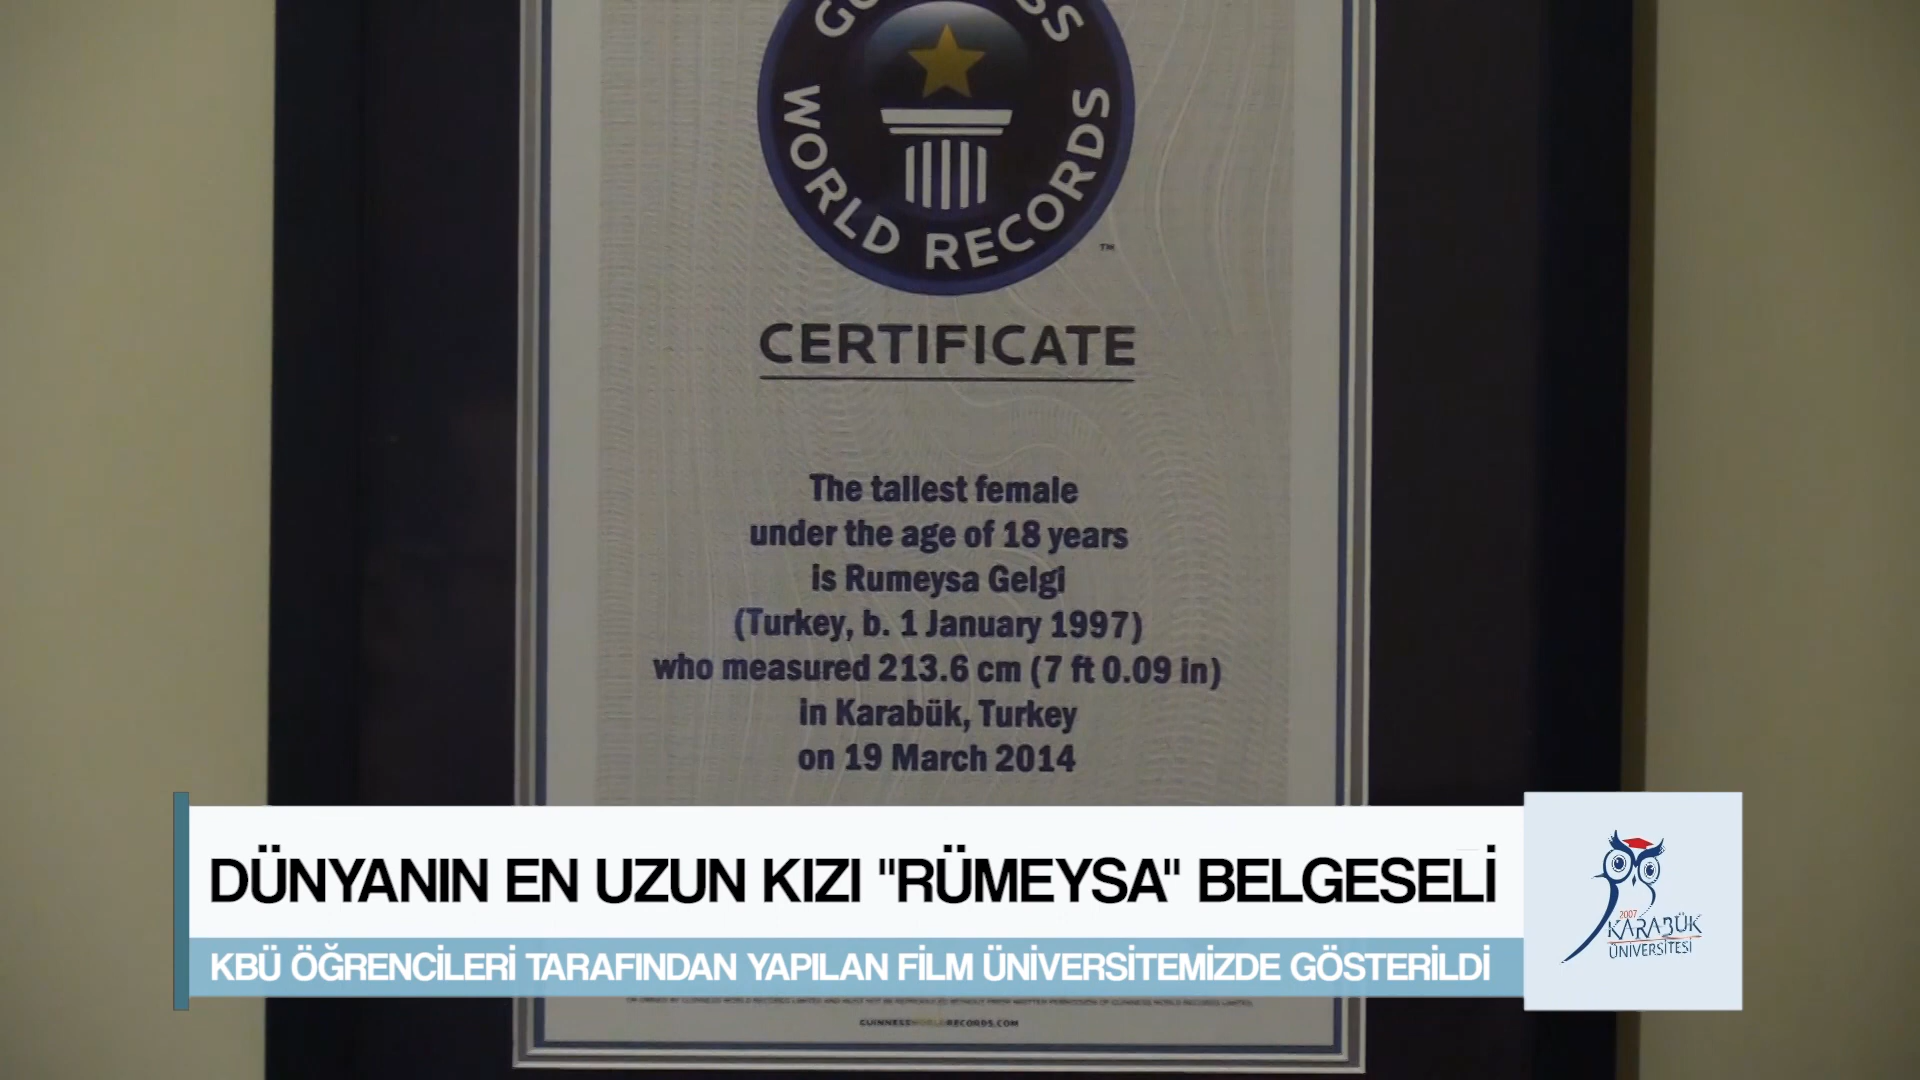 GUINNESS
WORLD RECORDS
™
CERTIFICATE
The tallest female
under the age of 18 years
is Rumeysa Gelgi
(Turkey, b. 1 January 1997)
who measured 213.6 cm (7 ft 0.09 in)
in Karabük, Turkey
on 19 March 2014
DÜNYANIN EN UZUN KIZI "RÜMEYSA" BELGESELİ
KBÜ ÖĞRENCİLERİ TARAFINDAN YAPILAN FİLM ÜNİVERSİTEMİZDE GÖSTERİLDİ
2007
KARABÜK
ÜNİVERSİTESİ
GUINNESSWORLDRECORDS.COM